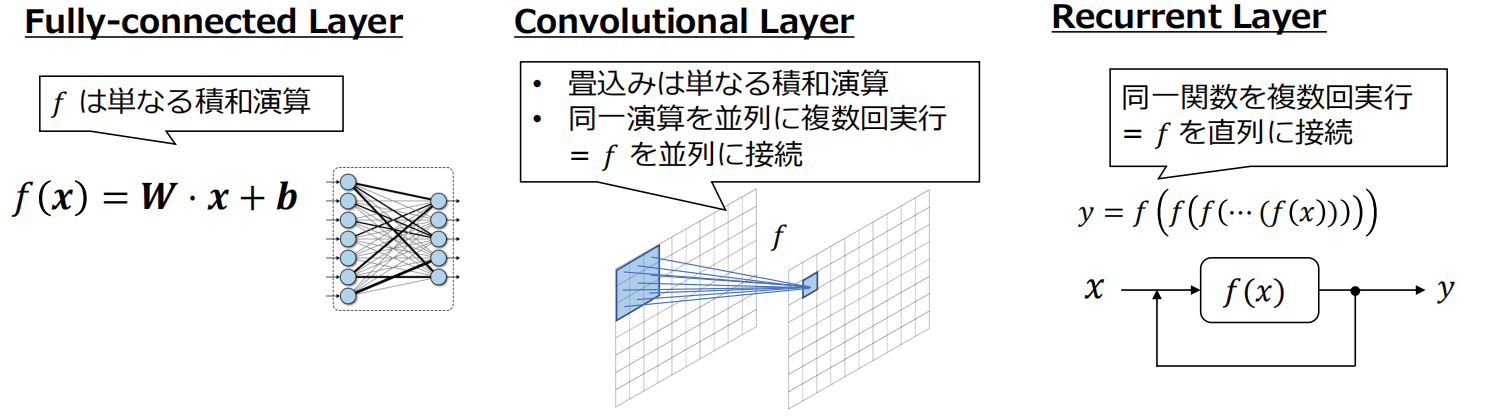 Fully-connected Layer
f は単なる積和演算
f(x) = W · x + b
Convolutional Layer
• 畳込みは単なる積和演算
• 同一演算を並列に複数回実行
= f を並列に接続
f
Recurrent Layer
同一関数を複数回実行
= f を直列に接続
y = f(f(f(⋯(f(x)))))
x
f(x)
y